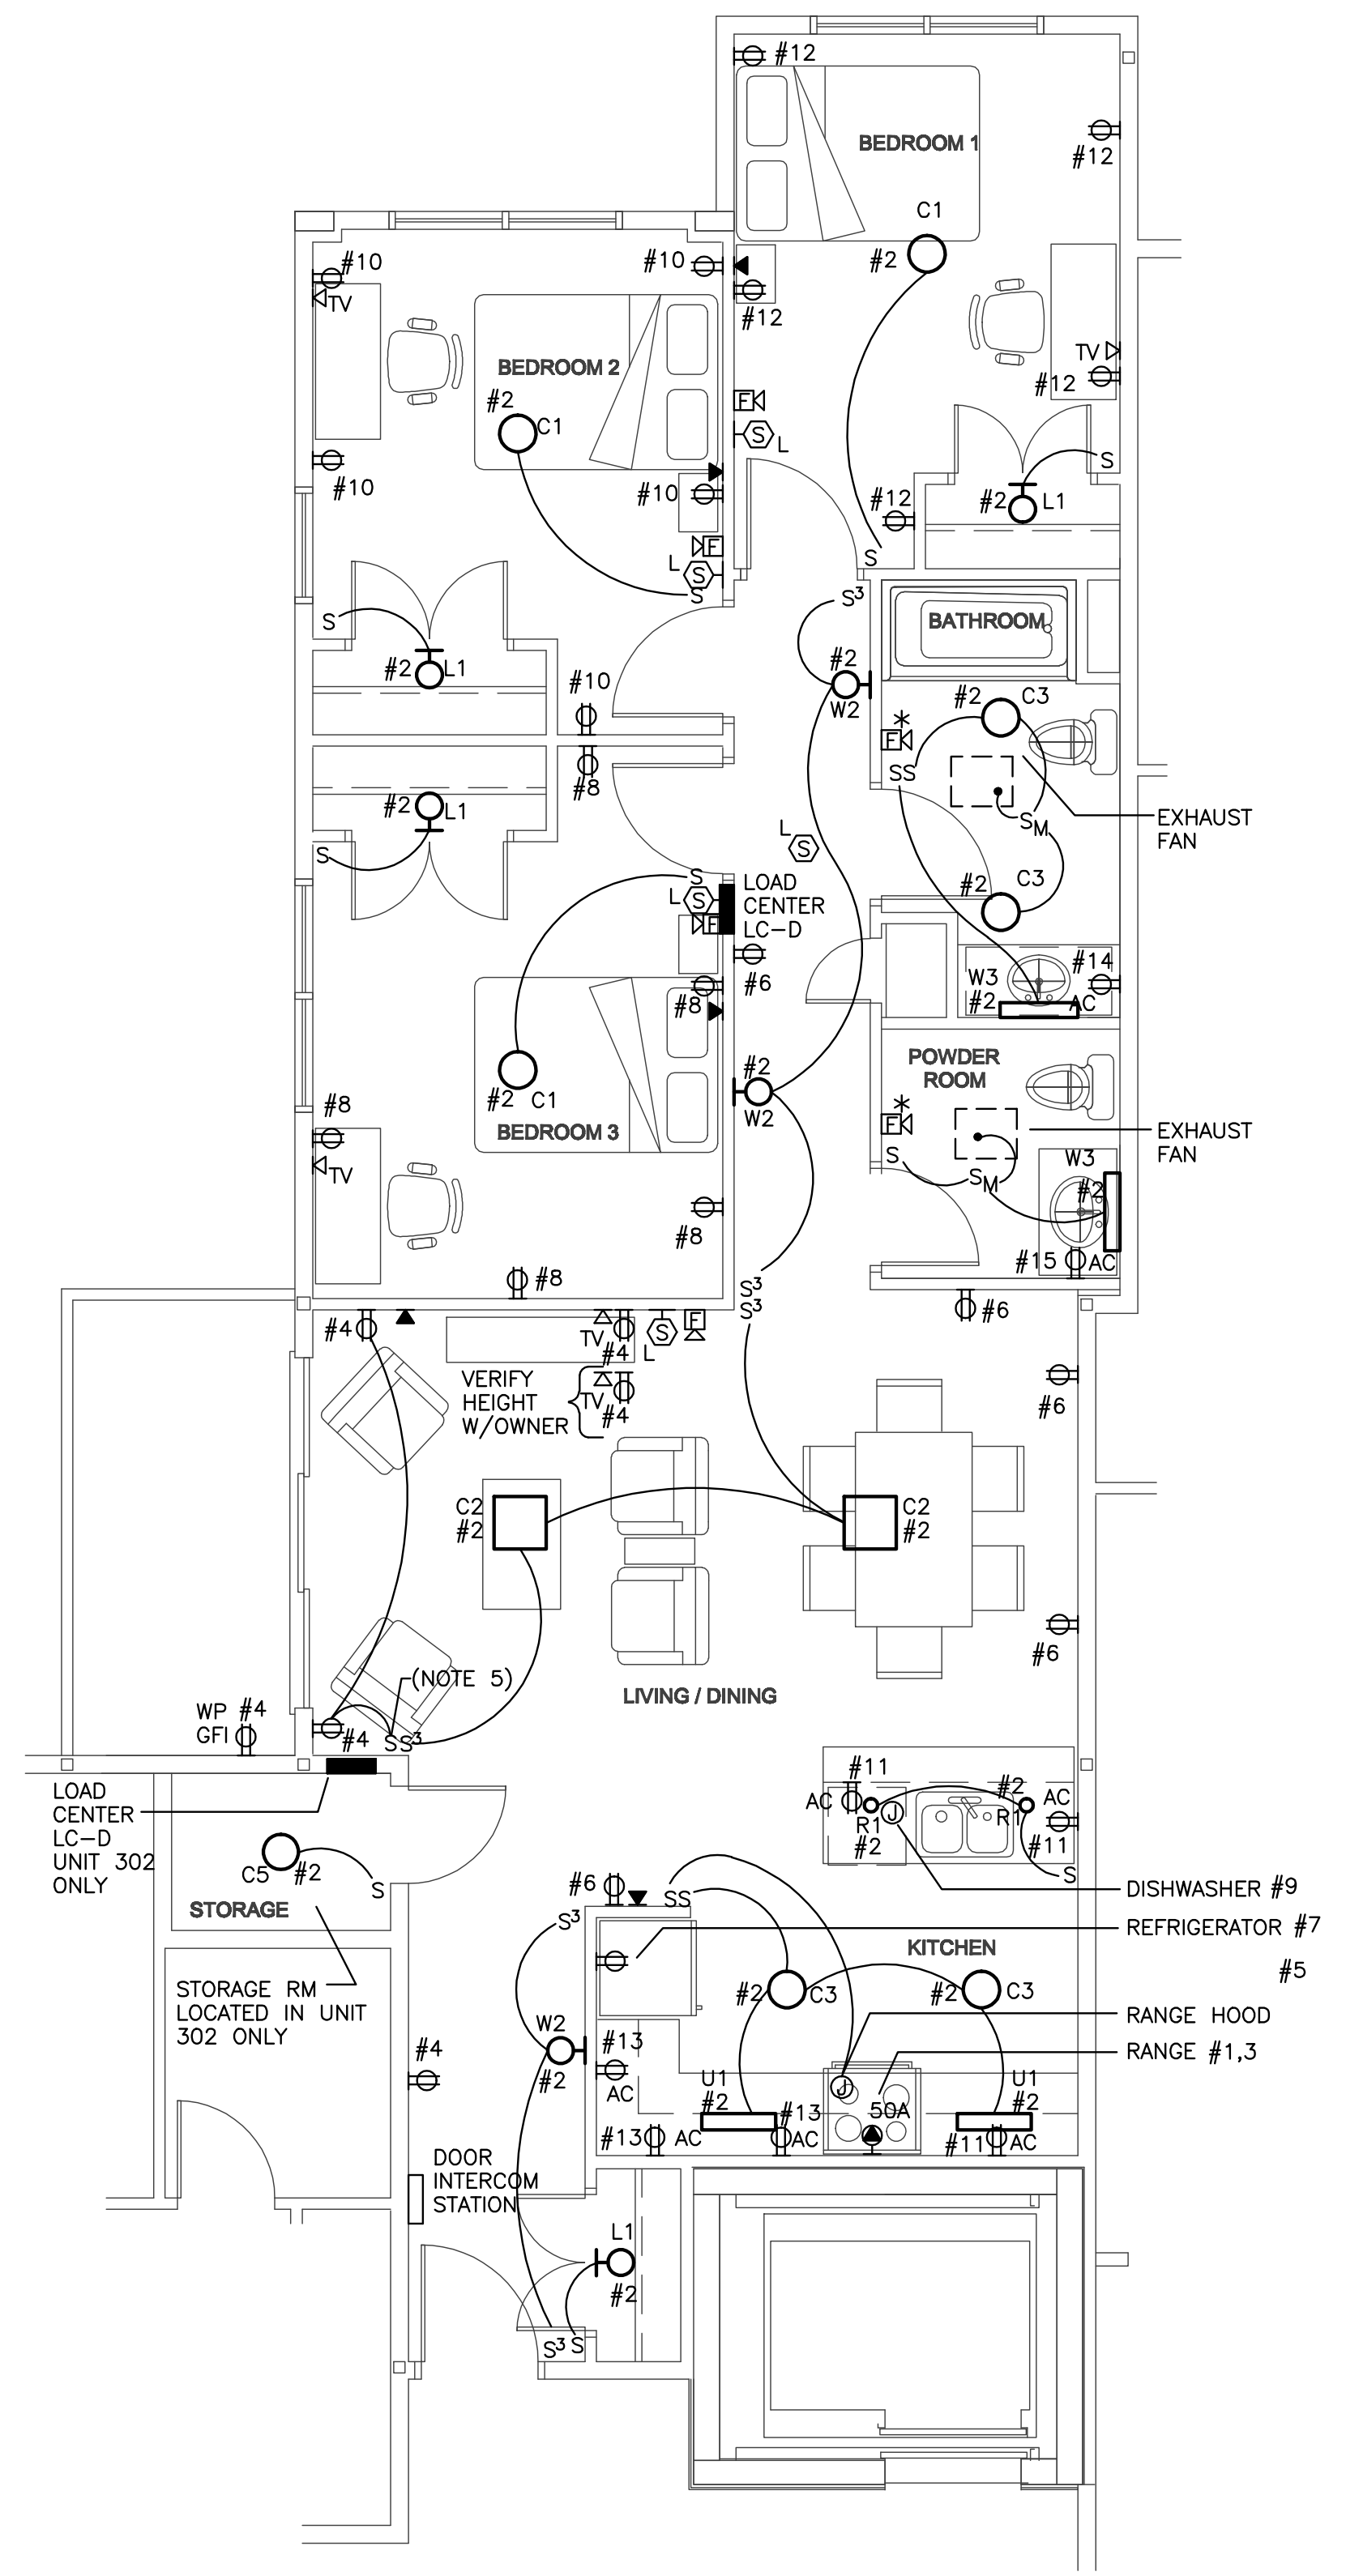 #12
BEDROOM 1
#12
C1
#2
#10
#10
TV
#12
BEDROOM 2
TV
#12
#2
C1
F
S
L
S
#10
#10
#12
#2
L1
S
F
L
S
S
S³
S
BATHROOM
#2
L1
#10
#2
W2
#2
C3
*
F
SS
#8
#2
L1
SM
EXHAUST
FAN
L
S
S
S
L
S
F
LOAD
CENTER
LC-D
#2
C3
#6
#8
#14
W3
#2
AC
POWDER
ROOM
#2
C1
#2
W2
*
F
#8
BEDROOM 3
EXHAUST
FAN
TV
S
SM
W3
#2
#8
#15
AC
#8
S³
S³
#6
#4
TV
#4
S
L
F
VERIFY
HEIGHT
W/OWNER
TV
#4
#6
C2
#2
C2
#2
#6
(NOTE 5)
LIVING / DINING
WP #4
GFI
#4
SS³
LOAD
CENTER
LC-D
UNIT 302
ONLY
#11
AC
R1
#2
J
#2
R1
AC
#11
S
C5
#2
S
STORAGE
#6
SS
S³
DISHWASHER #9
REFRIGERATOR #7
KITCHEN
#5
STORAGE RM
LOCATED IN UNIT
302 ONLY
#2
C3
#2
C3
RANGE HOOD
W2
#2
#13
AC
RANGE #1,3
#4
U1
#2
J
U1
#2
#13
50A
#13
AC
AC
#11
AC
DOOR
INTERCOM
STATION
L1
#2
S³
S